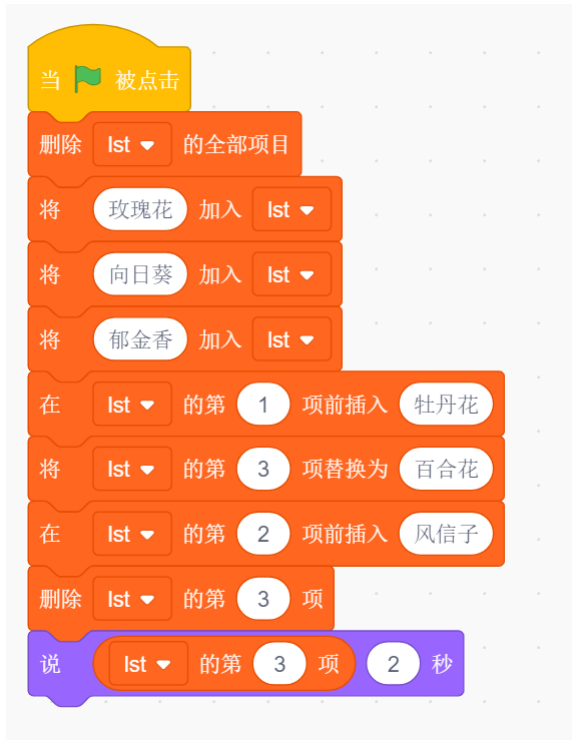 当 被点击
删除 lst 的全部项目
将 玫瑰花 加入 lst
将 向日葵 加入 lst
将 郁金香 加入 lst
在 lst 的第 1 项前插入 牡丹花
将 lst 的第 3 项替换为 百合花
在 lst 的第 2 项前插入 风信子
删除 lst 的第 3 项
说 lst 的第 3 项 2 秒